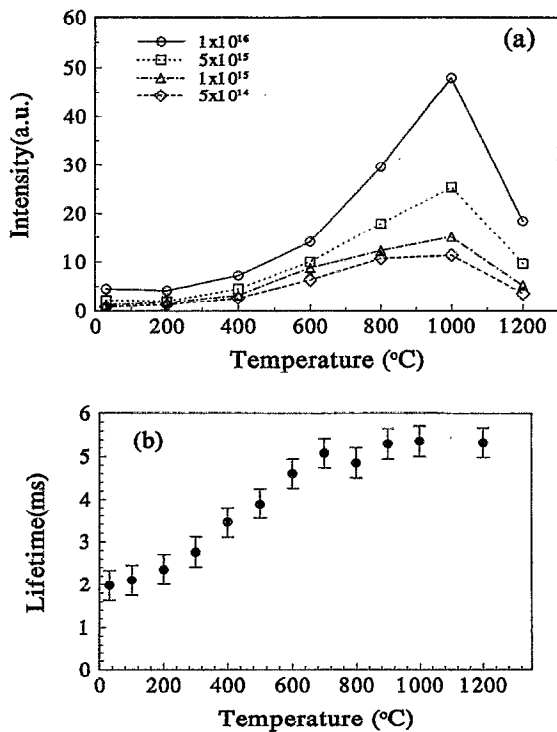 (a)
1x10¹⁶
5x10¹⁵
1x10¹⁵
5x10¹⁴
60
50
40
30
20
10
0
Intensity(a.u.)
0 200 400 600 800 1000 1200
Temperature (°C)
(b)
6
5
4
3
2
1
0
Lifetime(ms)
0 200 400 600 800 1000 1200
Temperature (°C)